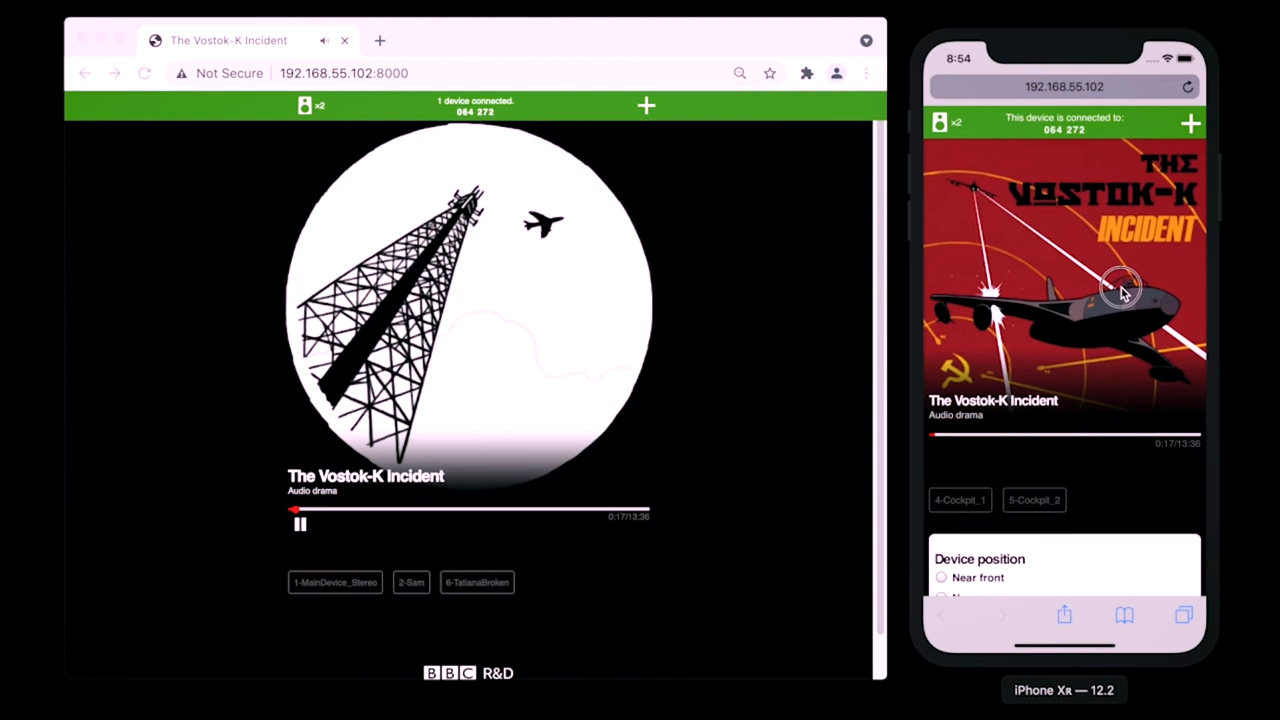 The Vostok-K Incident
Not Secure
192.168.55.102:8000
x2
1 device connected.
064 272
The Vostok-K Incident
Audio drama
0:17/13:36
1-MainDevice_Stereo
2-Sam
6-TatianaBroken
BBC R&D
8:54
192.168.55.102
x2
This device is connected to:
064 272
THE
VOSTOK-K
INCIDENT
The Vostok-K Incident
Audio drama
0:17/13:36
4-Cockpit_1
5-Cockpit_2
Device position
Near front
iPhone Xʀ — 12.2